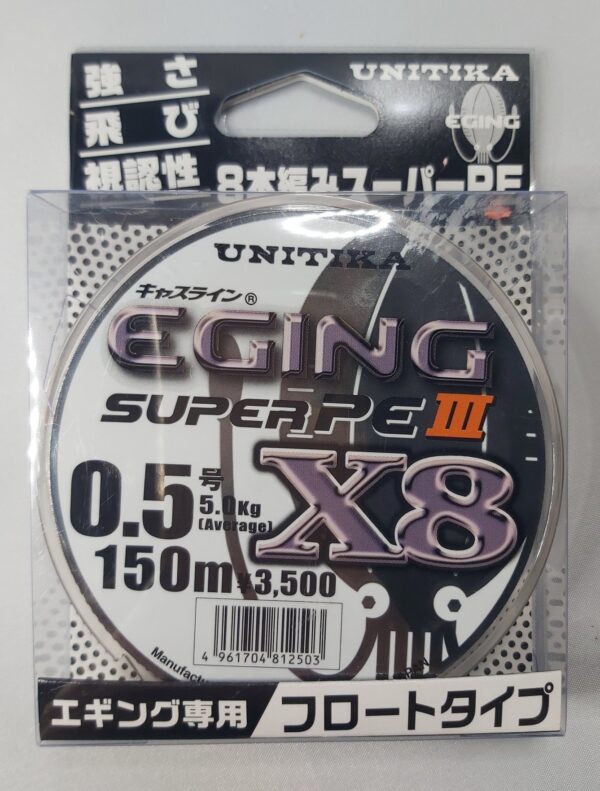 強さ
飛び
視認性
UNITIKA
EGING
8本編みスーパーPE
UNITIKA
キャスライン®
EGING
SUPER PE III
X8
0.5号
5.0Kg
(Average)
150m ¥3,500
4 961704 812503
エギング専用 フロートタイプ